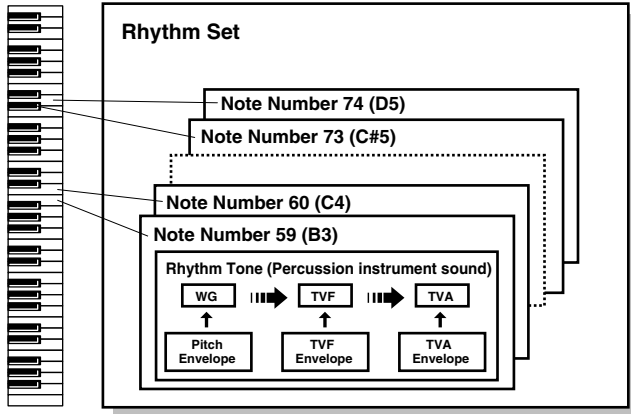 Rhythm Set
Note Number 74 (D5)
Note Number 73 (C#5)
Note Number 60 (C4)
Note Number 59 (B3)
Rhythm Tone (Percussion instrument sound)
WG TVF TVA
Pitch Envelope
TVF Envelope
TVA Envelope